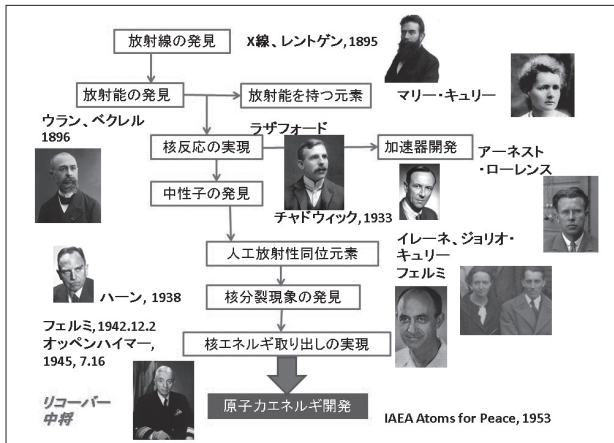 放射線の発見
X線、レントゲン, 1895
放射能の発見
放射能を持つ元素
マリー・キュリー
ウラン、ベクレル
1896
核反応の実現
ラザフォード
加速器開発
アーネスト
・ローレンス
中性子の発見
チャドウィック, 1933
人工放射性同位元素
イレーネ、ジョリオ・
キュリー
フェルミ
ハーン, 1938
核分裂現象の発見
フェルミ, 1942.12.2
オッペンハイマー,
1945, 7.16
核エネルギ取り出しの実現
リコーバー
中将
原子力エネルギ開発
IAEA Atoms for Peace, 1953